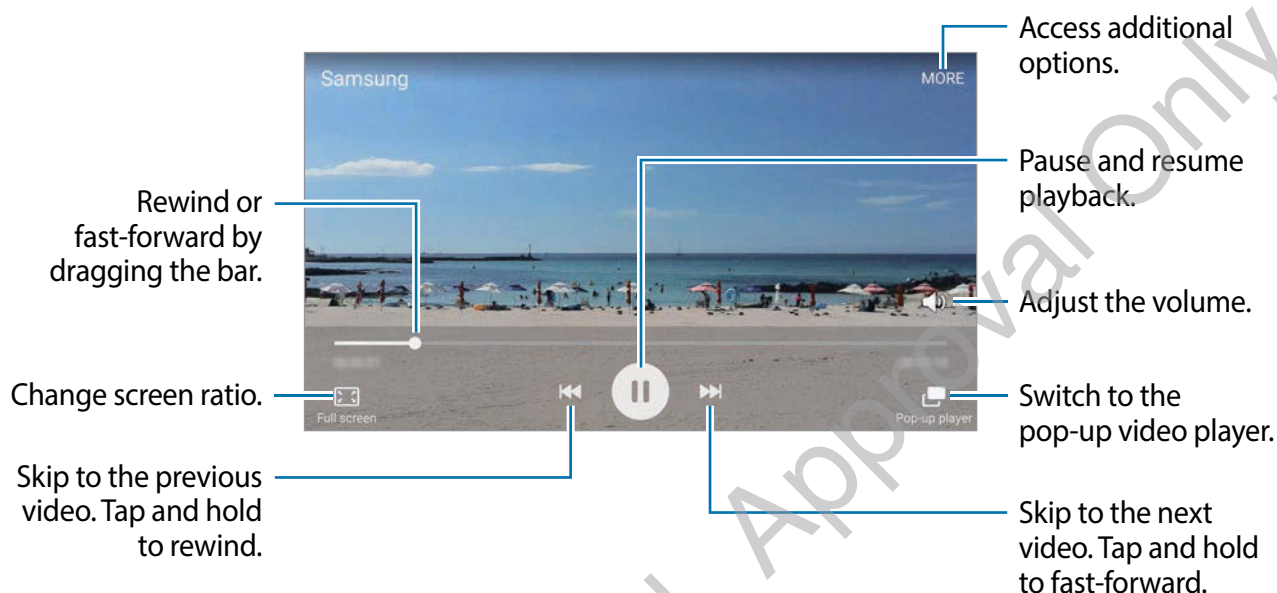 Access additional
options.
Samsung
MORE
Pause and resume
playback.
Rewind or
fast-forward by
dragging the bar.
Adjust the volume.
Change screen ratio.
Full screen
Pop-up player
Switch to the
pop-up video player.
Skip to the previous
video. Tap and hold
to rewind.
Skip to the next
video. Tap and hold
to fast-forward.
Approval Only